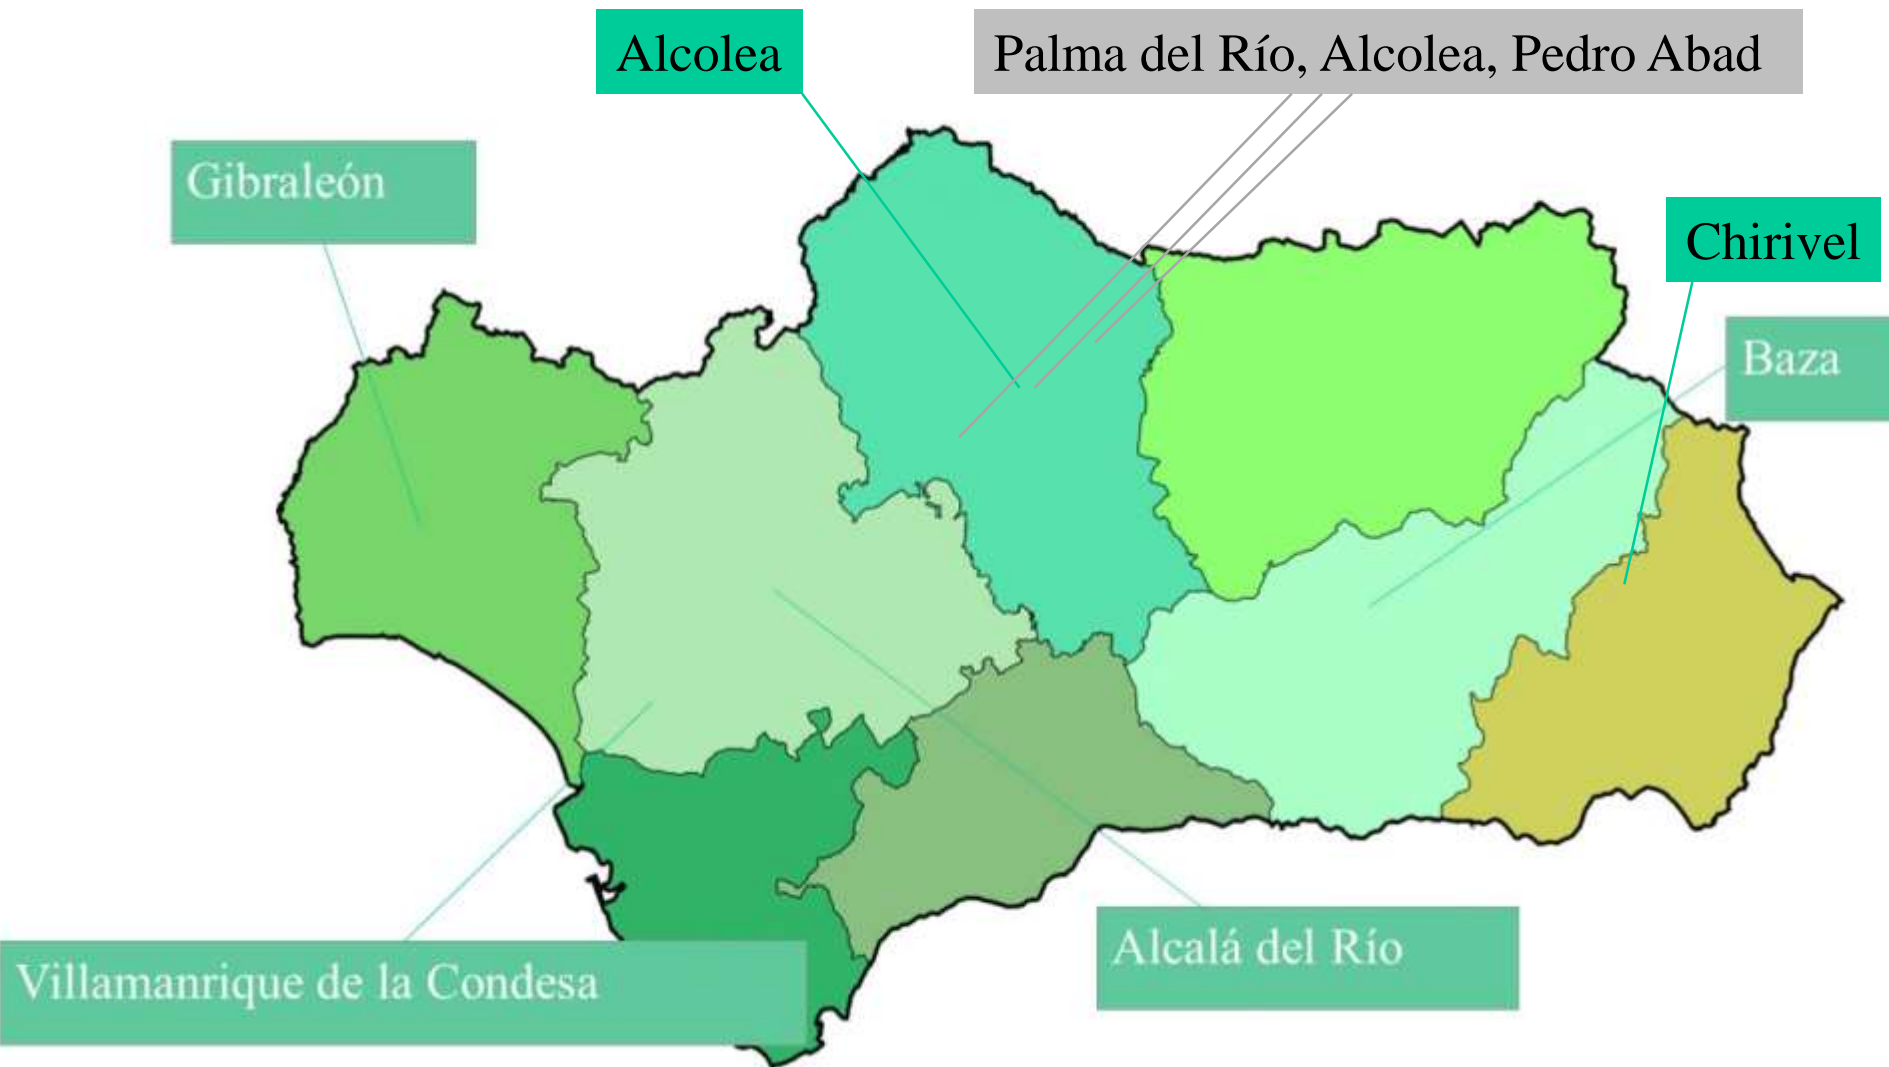 Alcolea
Palma del Río, Alcolea, Pedro Abad
Gibraleón
Chirivel
Baza
Alcalá del Río
Villamanrique de la Condesa